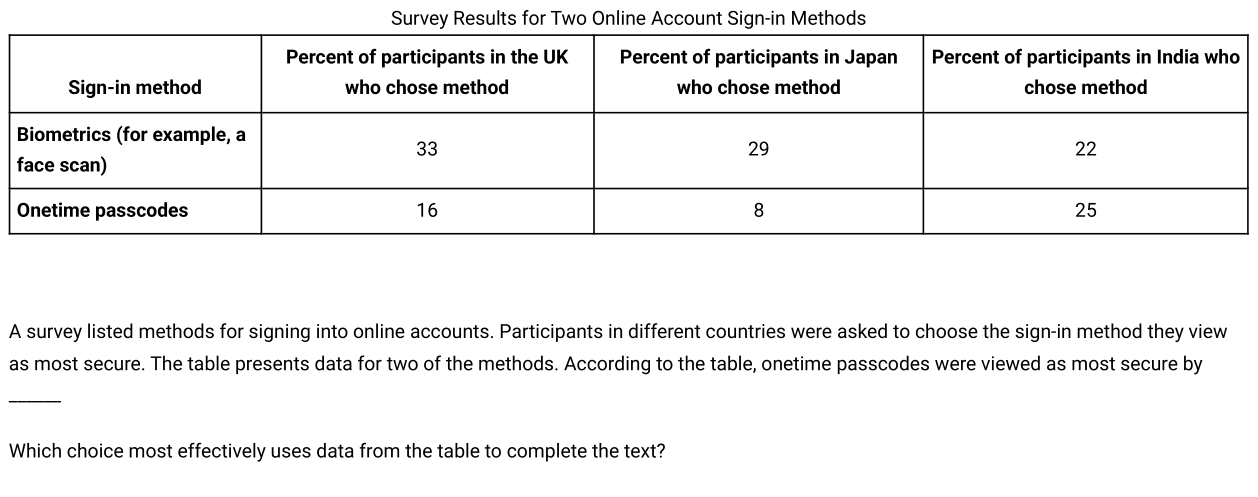 Survey Results for Two Online Account Sign-in Methods
Sign-in method
Percent of participants in the UK
who chose method
Percent of participants in Japan
who chose method
Percent of participants in India who
chose method
Biometrics (for example, a
face scan)
33
29
22
Onetime passcodes
16
8
25
A survey listed methods for signing into online accounts. Participants in different countries were asked to choose the sign-in method they view
as most secure. The table presents data for two of the methods. According to the table, onetime passcodes were viewed as most secure by
______
Which choice most effectively uses data from the table to complete the text?